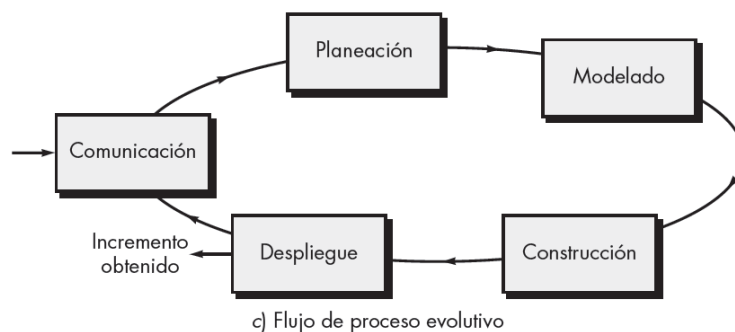 Planeación
Modelado
Comunicación
Incremento
obtenido
Despliegue
Construcción
c) Flujo de proceso evolutivo